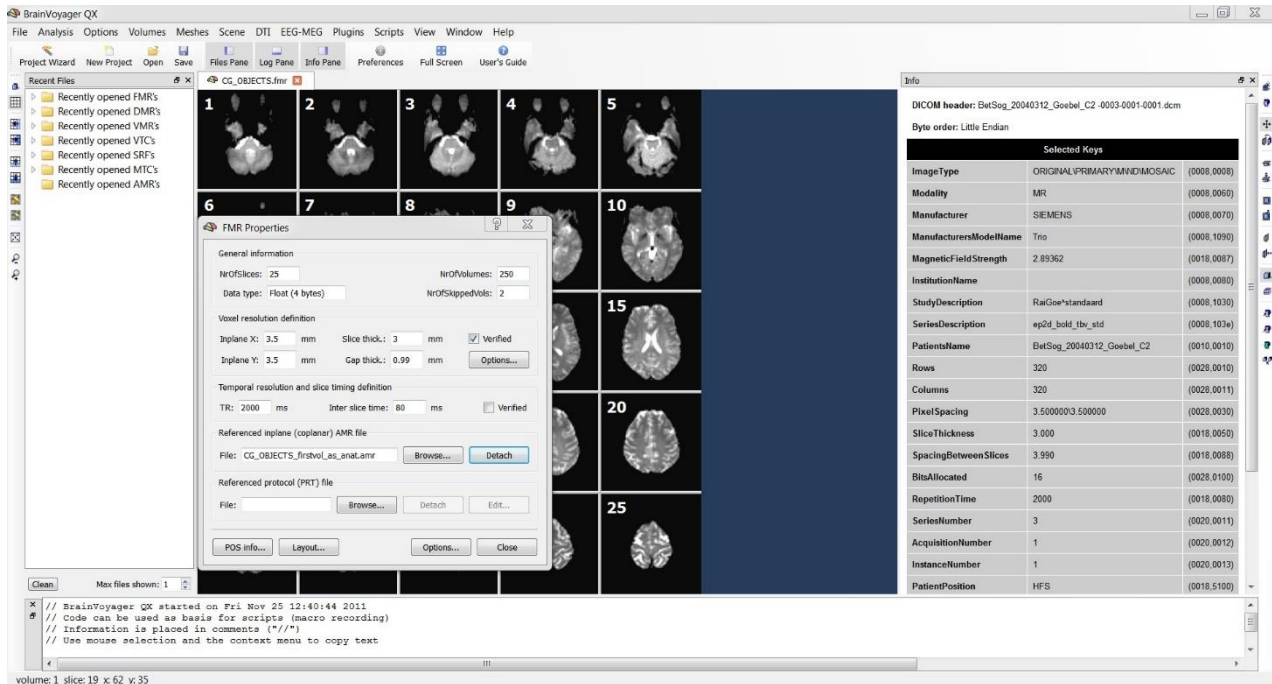 BrainVoyager QX
File Analysis Options Volumes Meshes Scene DTI EEG-MEG Plugins Scripts View Window Help
Project Wizard New Project Open Save Files Pane Log Pane Info Pane Preferences Full Screen User's Guide
Recent Files
Recently opened FMR's
Recently opened DMR's
Recently opened VMR's
Recently opened VTC's
Recently opened SRF's
Recently opened MTC's
Recently opened AMR's
Clean Max files shown: 1
CG_OBJECTS.fmr
1 2 3 4 5
6 7 8 9 10
15
20
25
FMR Properties
General information
NrOfSlices: 25 NrOfVolumes: 250
Data type: Float (4 bytes) NrOfSkippedVols: 2
Voxel resolution definition
Inplane X: 3.5 mm Slice thick.: 3 mm Verified
Inplane Y: 3.5 mm Gap thick.: 0.99 mm Options...
Temporal resolution and slice timing definition
TR: 2000 ms Inter slice time: 80 ms Verified
Referenced inplane (coplanar) AMR file
File: CG_OBJECTS_firstvol_as_anat.amr Browse... Detach
Referenced protocol (PRT) file
File: Browse... Detach Edit...
POS info... Layout... Options... Close
Info
DICOM header: BetSog_20040312_Goebel_C2 -0003-0001-0001.dcm
Byte order: Little Endian
Selected Keys
ImageType ORIGINAL\PRIMARY\M\ND\MOSAIC (0008,0008)
Modality MR (0008,0060)
Manufacturer SIEMENS (0008,0070)
ManufacturersModelName Trio (0008,1090)
MagneticFieldStrength 2.89362 (0018,0087)
InstitutionName (0008,0080)
StudyDescription RaiGoe^standaard (0008,1030)
SeriesDescription ep2d_bold_tbv_std (0008,103e)
PatientsName BetSog_20040312_Goebel_C2 (0010,0010)
Rows 320 (0028,0010)
Columns 320 (0028,0011)
PixelSpacing 3.500000\3.500000 (0028,0030)
SliceThickness 3.000 (0018,0050)
SpacingBetweenSlices 3.990 (0018,0088)
BitsAllocated 16 (0028,0100)
RepetitionTime 2000 (0018,0080)
SeriesNumber 3 (0020,0011)
AcquisitionNumber 1 (0020,0012)
InstanceNumber 1 (0020,0013)
PatientPosition HFS (0018,5100)
// BrainVoyager QX started on Fri Nov 25 12:40:44 2011
// Code can be used as basis for scripts (macro recording)
// Information is placed in comments ("//")
// Use mouse selection and the context menu to copy text
volume: 1 slice: 19 x: 62 y: 35